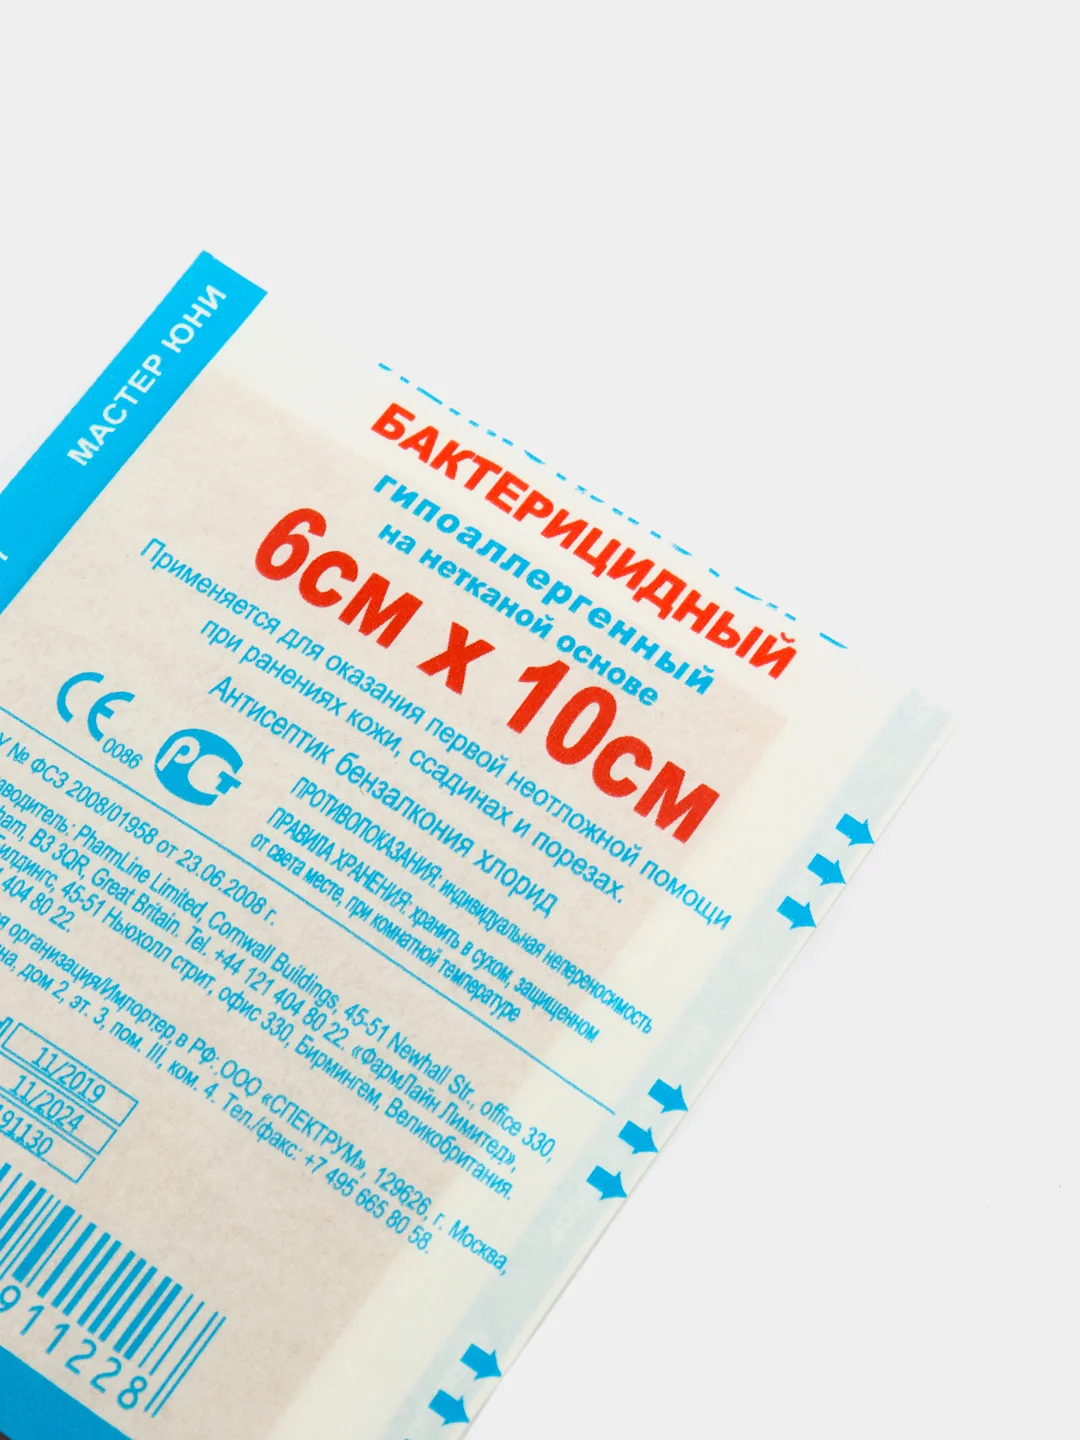 МАСТЕР ЮНИ
БАКТЕРИЦИДНЫЙ
гипоаллергенный
на нетканой основе
6см х 10см
Применяется для оказания первой неотложной помощи
при ранениях кожи, ссадинах и порезах.
Антисептик бензалкония хлорид
ПРОТИВОПОКАЗАНИЯ: индивидуальная непереносимость
ПРАВИЛА ХРАНЕНИЯ: хранить в сухом, защищенном
от света месте, при комнатной температуре
CE 0086
РСТ
№ ФСЗ 2008/01958 от 23.06.2008 г.
PharmLine Limited, Cornwall Buildings, 45-51 Newhall Str., office 330,
B3 3QR, Great Britain. Tel. +44 121 404 80 22. «ФармЛайн Лимитед»,
45-51 Ньюхолл стрит, офис 330, Бирмингем, Великобритания.
404 80 22.
организация/Импортер в РФ: ООО «СПЕКТРУМ», 129626, г. Москва,
дом 2, эт. 3, пом. III, ком. 4. Тел./факс: +7 495 665 80 58.
11/2019
11/2024
91130
911228